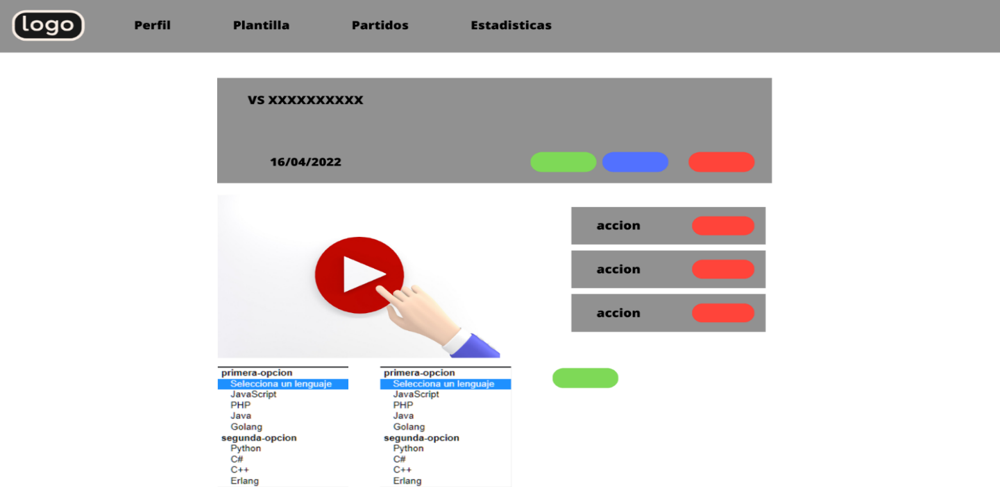 logo
Perfil
Plantilla
Partidos
Estadisticas
VS XXXXXXXXXX
16/04/2022
accion
accion
accion
primera-opcion
Selecciona un lenguaje
JavaScript
PHP
Java
Golang
segunda-opcion
Python
C#
C++
Erlang
primera-opcion
Selecciona un lenguaje
JavaScript
PHP
Java
Golang
segunda-opcion
Python
C#
C++
Erlang